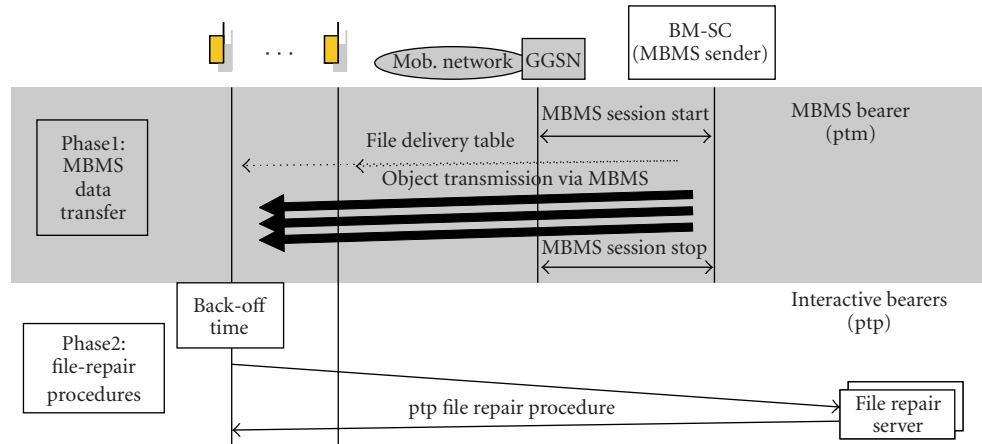 BM-SC
(MBMS sender)
. . .
Mob. network
GGSN
MBMS session start
MBMS bearer
(ptm)
Phase1:
MBMS
data
transfer
File delivery table
Object transmission via MBMS
MBMS session stop
Back-off
time
Interactive bearers
(ptp)
Phase2:
file-repair
procedures
ptp file repair procedure
File repair
server